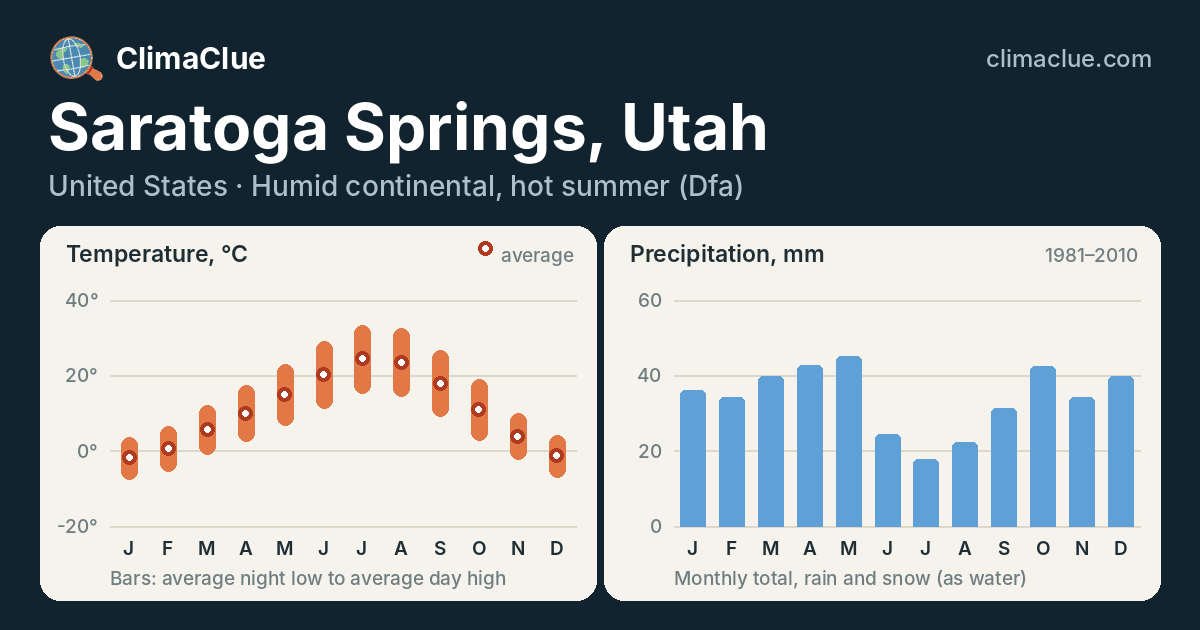 ClimaClue
climaclue.com
Saratoga Springs, Utah
United States · Humid continental, hot summer (Dfa)
Temperature, °C
average
40°
20°
0°
-20°
J F M A M J J A S O N D
Bars: average night low to average day high
Precipitation, mm
1981–2010
60
40
20
0
J F M A M J J A S O N D
Monthly total, rain and snow (as water)